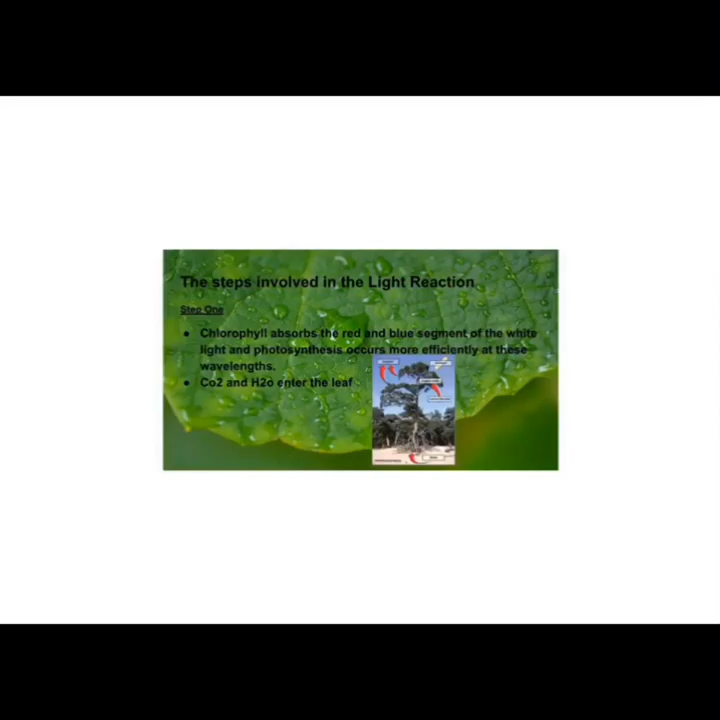 The steps involved in the Light Reaction
Step One
● Chlorophyll absorbs the red and blue segment of the white
light and photosynthesis occurs more efficiently at these
wavelengths.
● Co2 and H2o enter the leaf